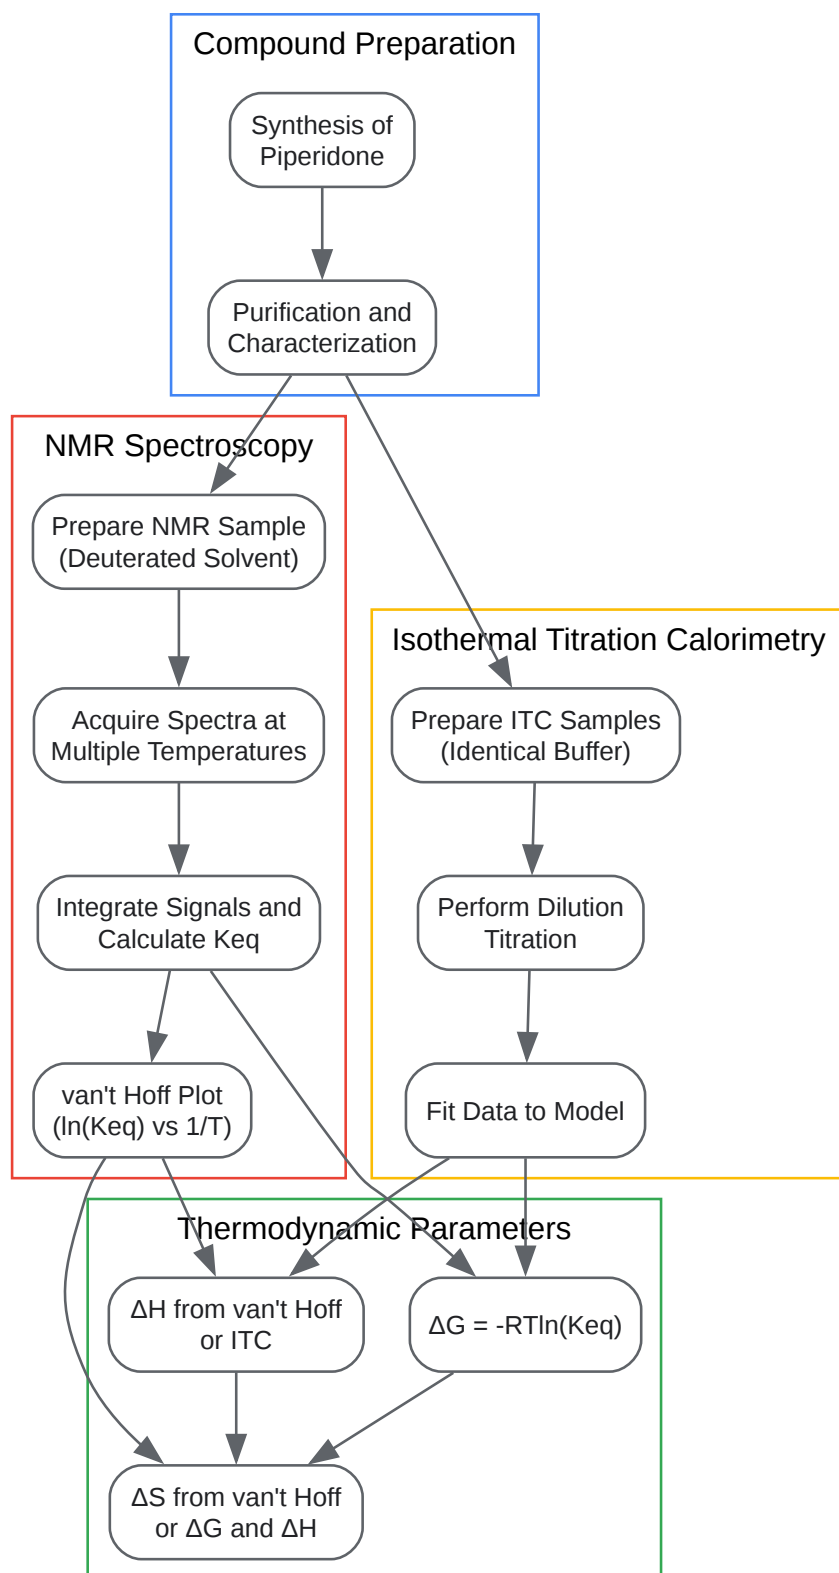 Compound Preparation
Synthesis of
Piperidone
Purification and
Characterization
NMR Spectroscopy
Prepare NMR Sample
(Deuterated Solvent)
Acquire Spectra at
Multiple Temperatures
Integrate Signals and
Calculate Keq
van't Hoff Plot
(ln(Keq) vs 1/T)
Isothermal Titration Calorimetry
Prepare ITC Samples
(Identical Buffer)
Perform Dilution
Titration
Fit Data to Model
Thermodynamic Parameters
ΔH from van't Hoff
or ITC
ΔG = -RTln(Keq)
ΔS from van't Hoff
or ΔG and ΔH